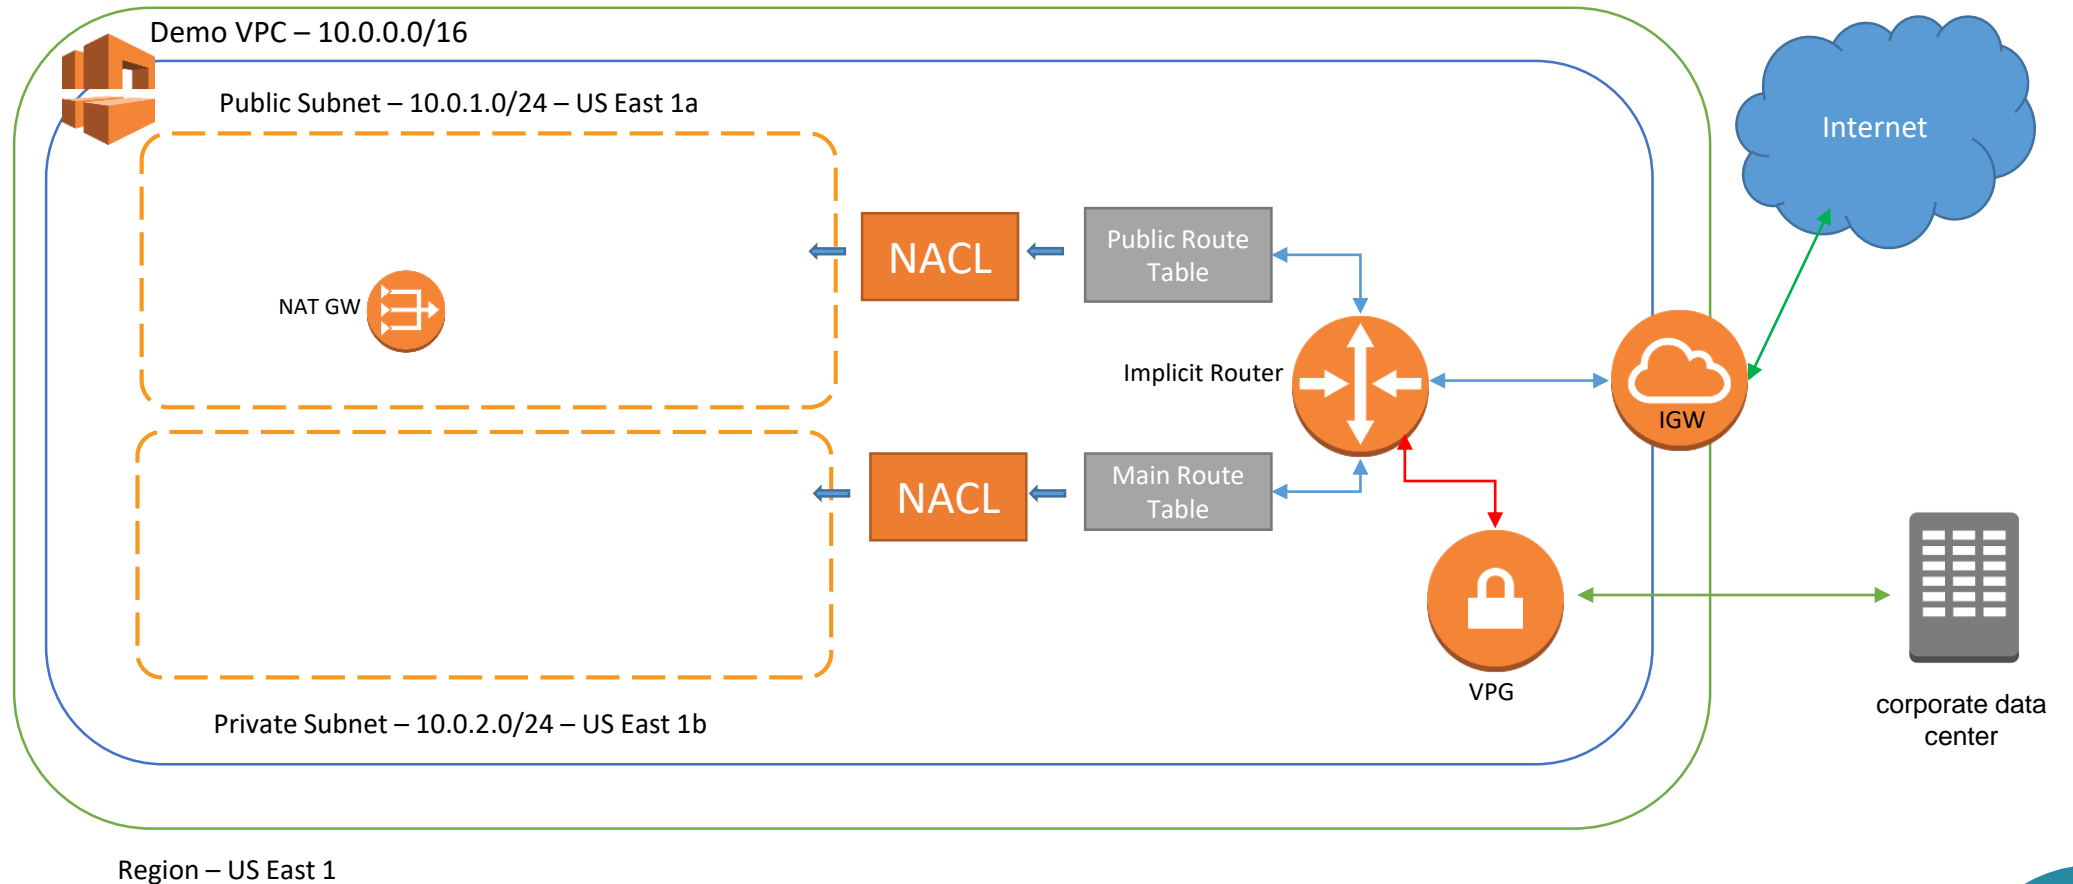 Demo VPC – 10.0.0.0/16
Public Subnet – 10.0.1.0/24 – US East 1a
Internet
NACL
Public Route
Table
NAT GW
Implicit Router
IGW
NACL
Main Route
Table
VPG
Private Subnet – 10.0.2.0/24 – US East 1b
corporate data
center
Region – US East 1